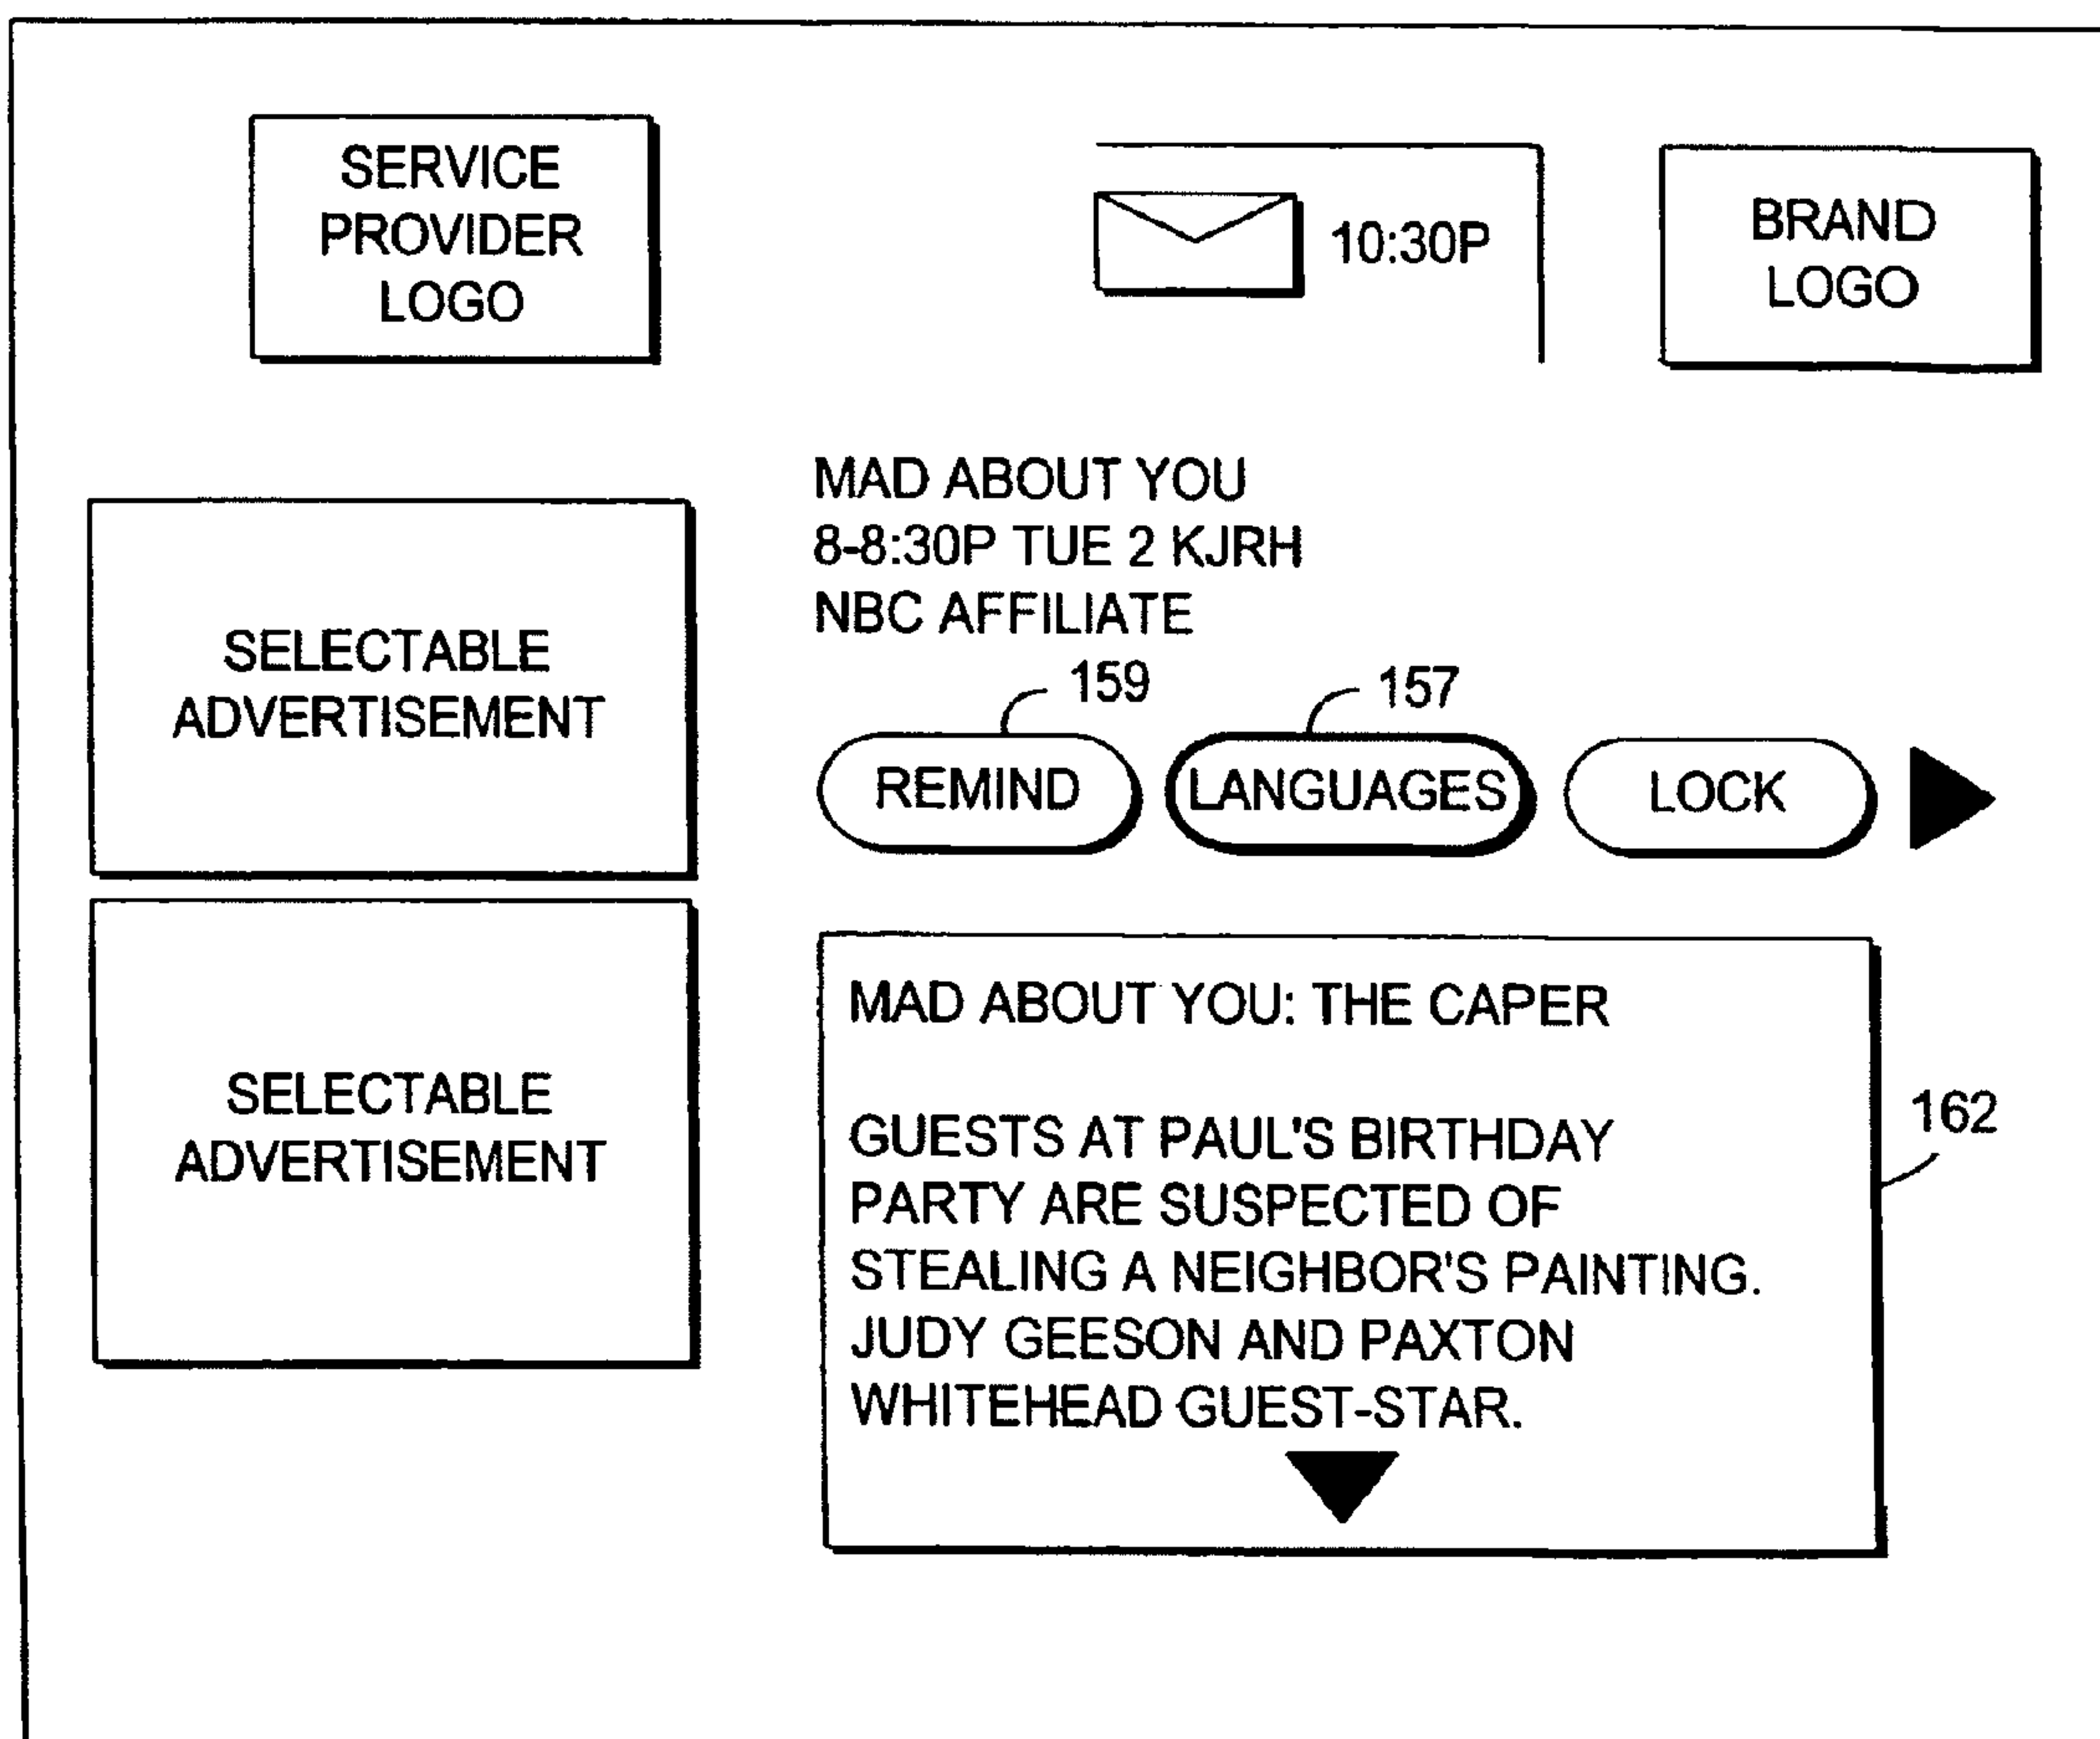 SERVICE
PROVIDER
LOGO
10:30P
BRAND
LOGO
SELECTABLE
ADVERTISEMENT
SELECTABLE
ADVERTISEMENT
MAD ABOUT YOU
8-8:30P TUE 2 KJRH
NBC AFFILIATE
159
157
REMIND
LANGUAGES
LOCK
MAD ABOUT YOU: THE CAPER
GUESTS AT PAUL'S BIRTHDAY
PARTY ARE SUSPECTED OF
STEALING A NEIGHBOR'S PAINTING.
JUDY GEESON AND PAXTON
WHITEHEAD GUEST-STAR.
162